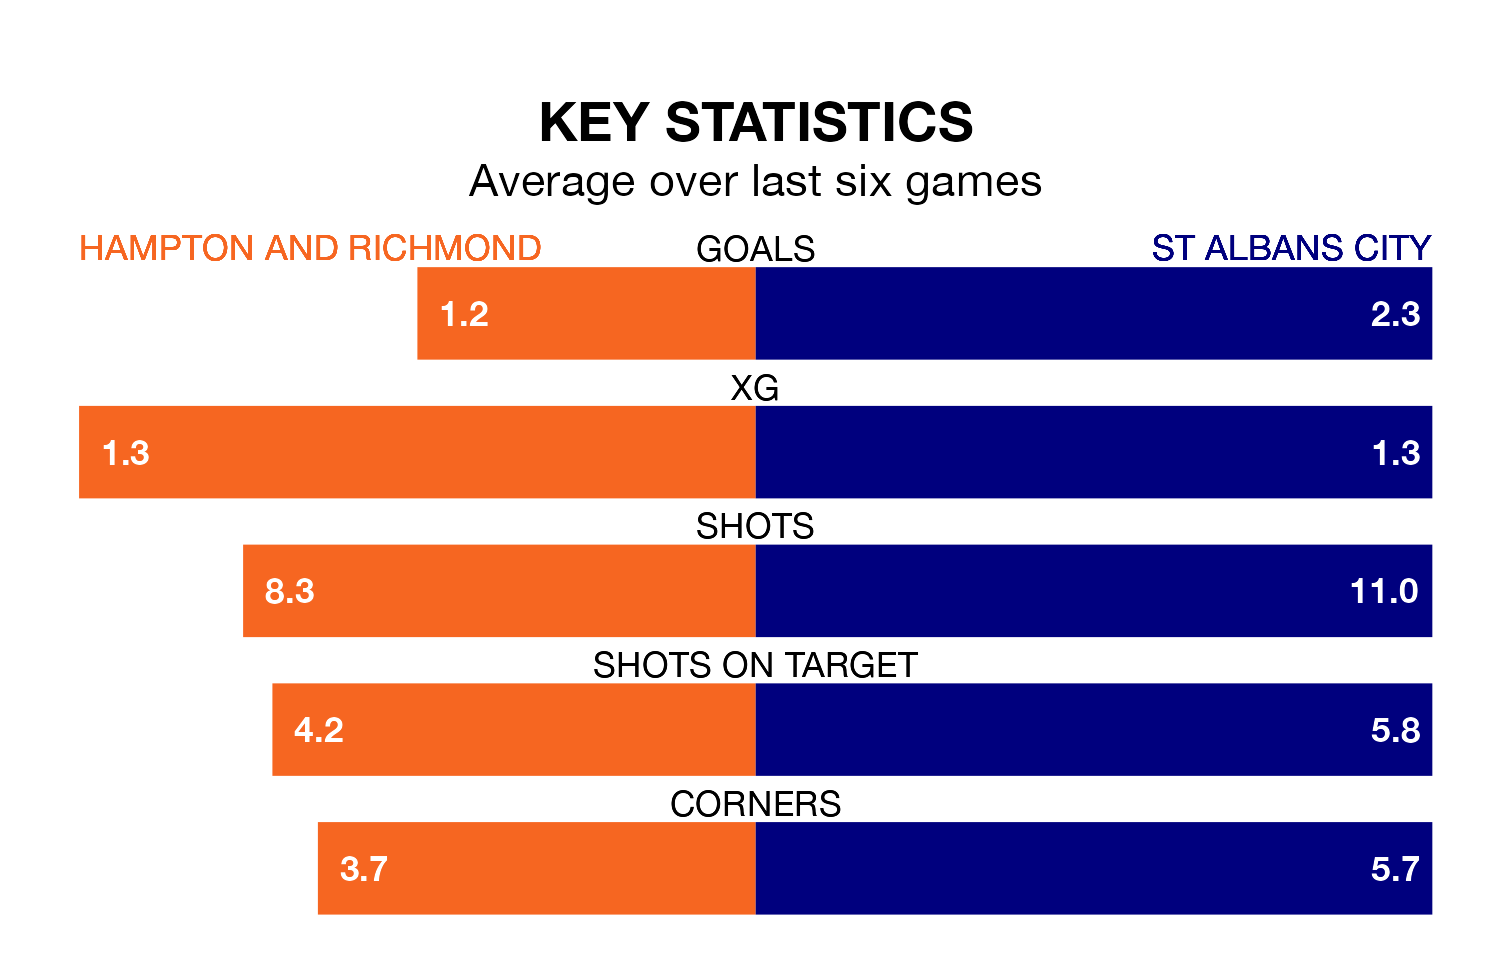 KEY STATISTICS
Average over last six games
HAMPTON AND RICHMOND GOALS ST ALBANS CITY
1.2 2.3
XG
1.3 1.3
SHOTS
8.3 11.0
SHOTS ON TARGET
4.2 5.8
CORNERS
3.7 5.7